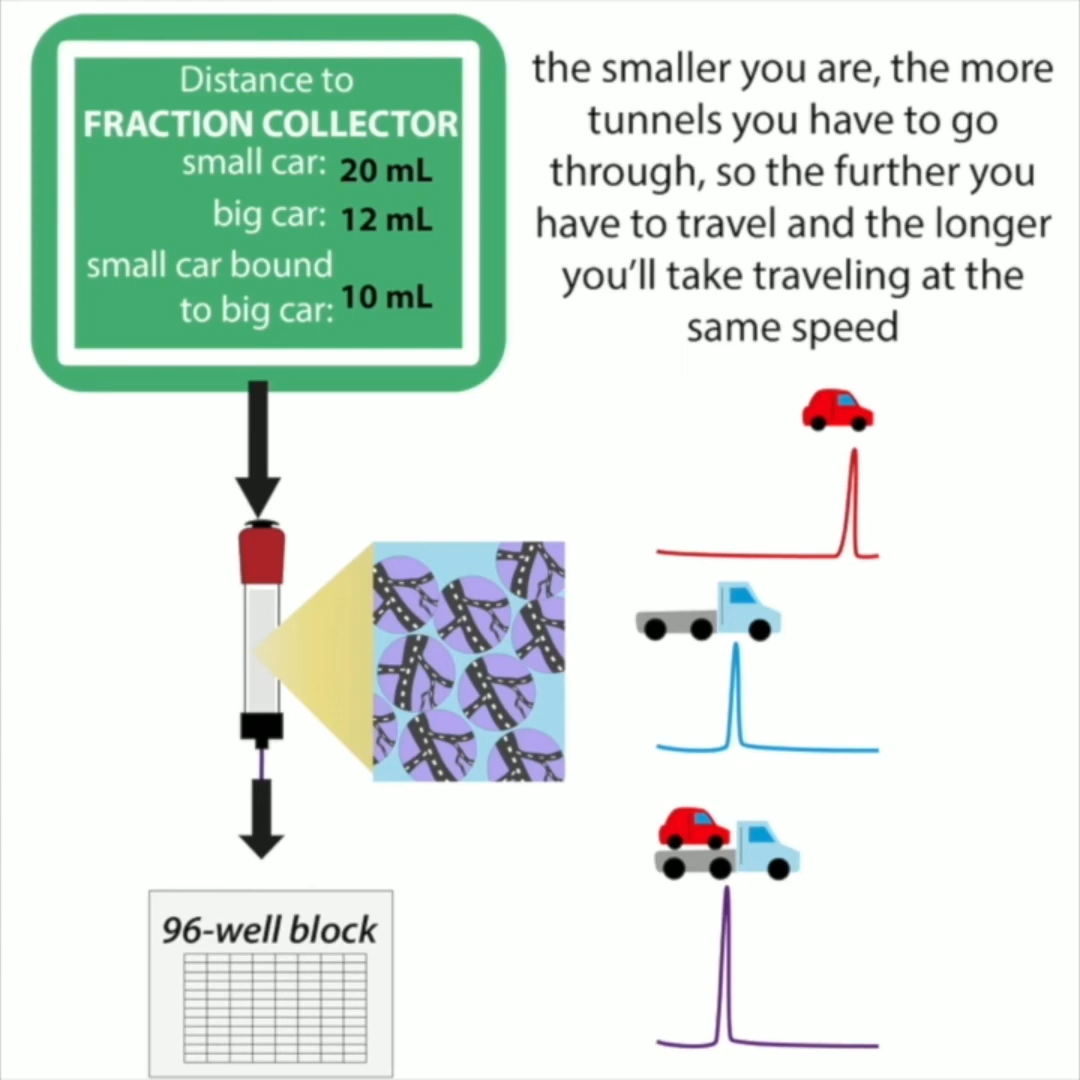 Distance to
FRACTION COLLECTOR
small car: 20 mL
big car: 12 mL
small car bound
to big car: 10 mL
the smaller you are, the more
tunnels you have to go
through, so the further you
have to travel and the longer
you'll take traveling at the
same speed
96-well block